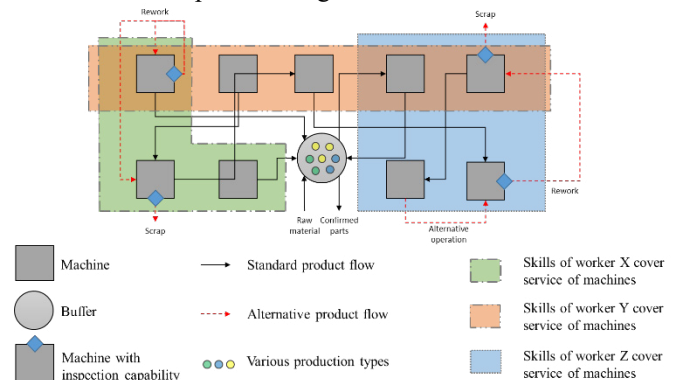 Rework
Scrap
Scrap
Raw
material
Confirmed
parts
Alternative
operation
Rework
Machine
Standard product flow
Skills of worker X cover
service of machines
Buffer
Alternative product flow
Skills of worker Y cover
service of machines
Machine with
inspection capability
Various production types
Skills of worker Z cover
service of machines